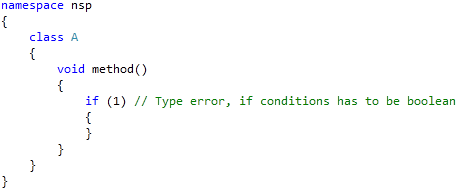 namespace nsp
{
    class A
    {
        void method()
        {
            if (1) // Type error, if conditions has to be boolean
            {
            }
        }
    }
}